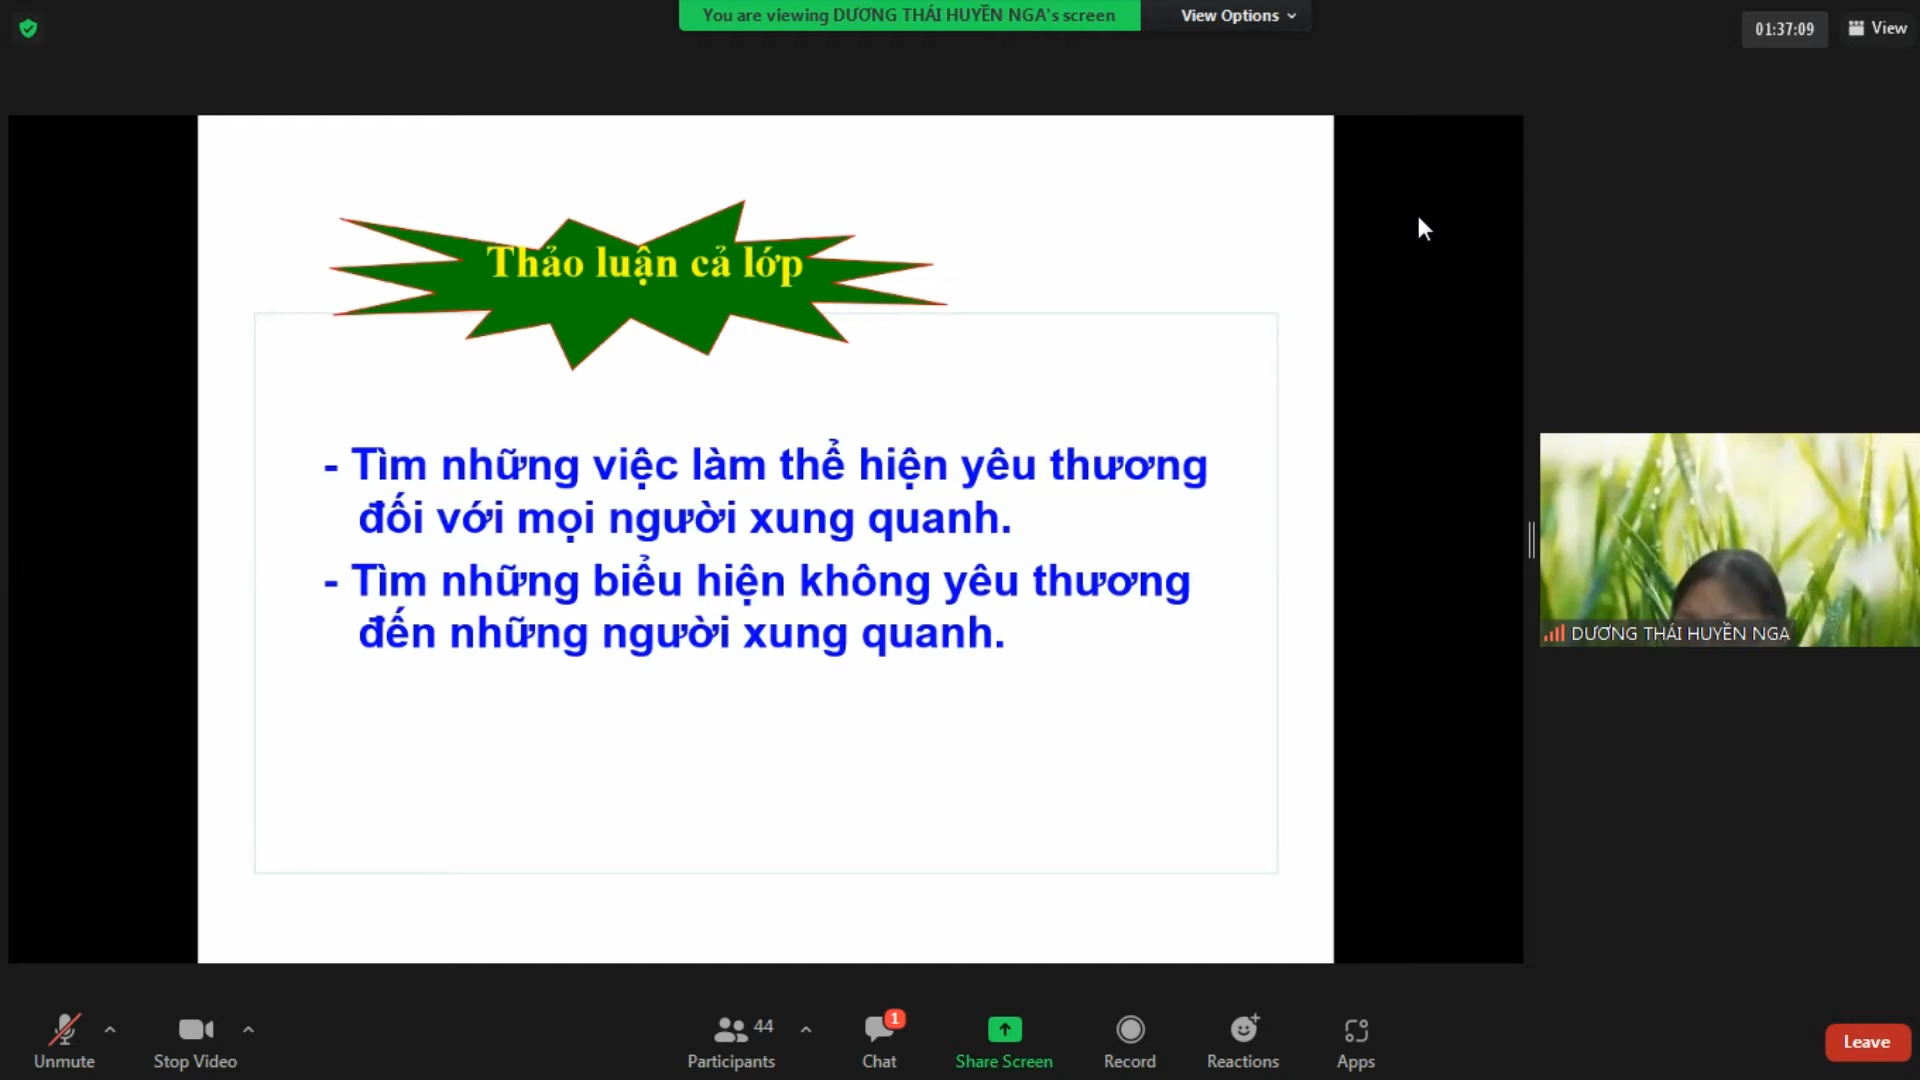 You are viewing DƯƠNG THÁI HUYỀN NGA's screen
View Options
01:37:09
View
Thảo luận cả lớp
- Tìm những việc làm thể hiện yêu thương
đối với mọi người xung quanh.
- Tìm những biểu hiện không yêu thương
đến những người xung quanh.
DƯƠNG THÁI HUYỀN NGA
Unmute
Stop Video
44
Participants
1
Chat
Share Screen
Record
Reactions
Apps
Leave